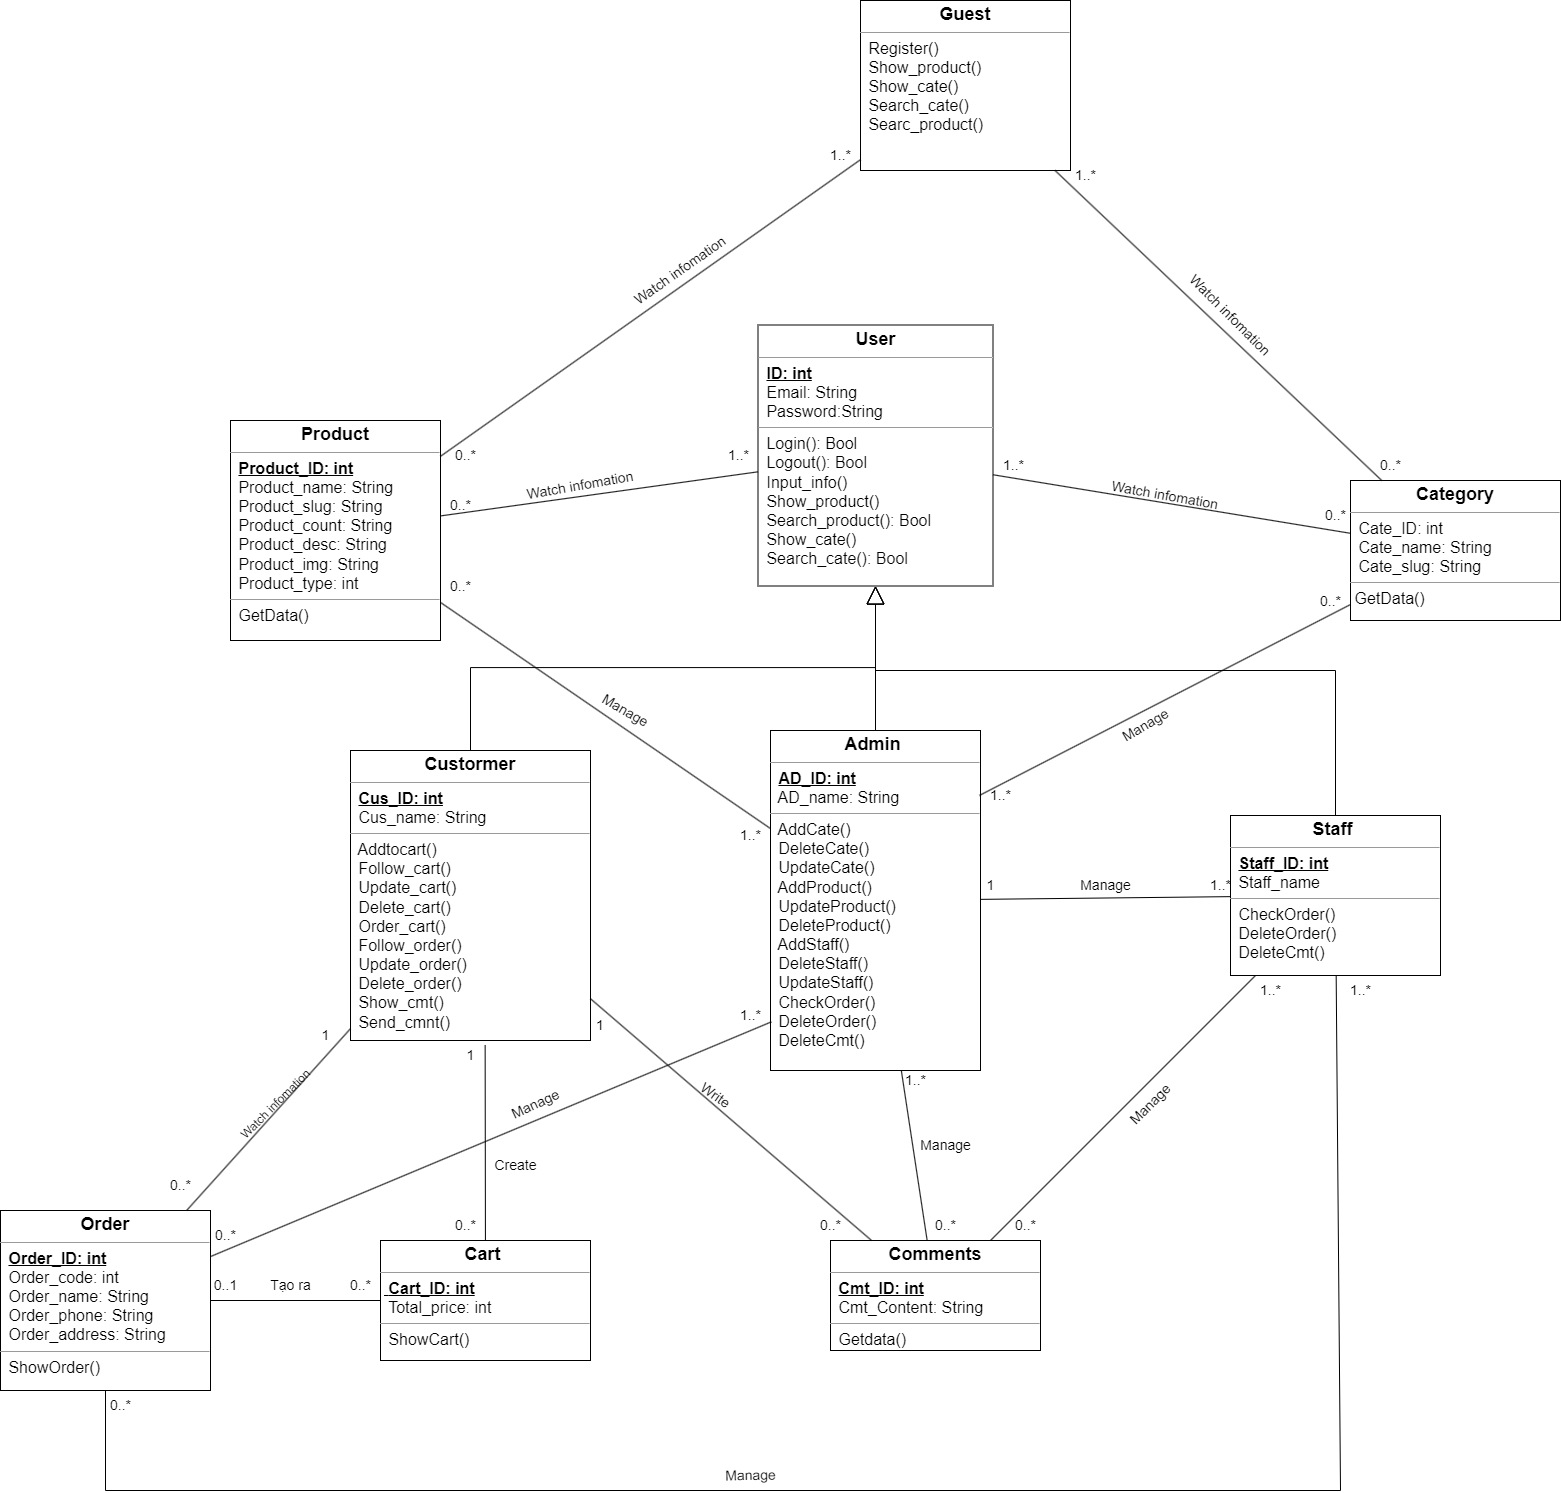 Guest
Register()
Show_product()
Show_cate()
Search_cate()
Searc_product()
1..*
1..*
Watch infomation
Watch infomation
User
ID: int
Email: String
Password:String
Login(): Bool
Logout(): Bool
Input_info()
Show_product()
Search_product(): Bool
Show_cate()
Search_cate(): Bool
Product
Product_ID: int
Product_name: String
Product_slug: String
Product_count: String
Product_desc: String
Product_img: String
Product_type: int
GetData()
0..*
0..*
0..*
Watch infomation
1..*
1..*
Watch infomation
0..*
0..*
0..*
Category
Cate_ID: int
Cate_name: String
Cate_slug: String
GetData()
Manage
Manage
Custormer
Cus_ID: int
Cus_name: String
Addtocart()
Follow_cart()
Update_cart()
Delete_cart()
Order_cart()
Follow_order()
Update_order()
Delete_order()
Show_cmt()
Send_cmnt()
Admin
AD_ID: int
AD_name: String
AddCate()
DeleteCate()
UpdateCate()
AddProduct()
UpdateProduct()
DeleteProduct()
AddStaff()
DeleteStaff()
UpdateStaff()
CheckOrder()
DeleteOrder()
DeleteCmt()
1..*
1..*
1..*
1
Manage
1..*
Staff
Staff_ID: int
Staff_name
CheckOrder()
DeleteOrder()
DeleteCmt()
1..*
1..*
1
1
1
1..*
Watch infomation
Manage
Write
Manage
Manage
Create
0..*
0..*
0..*
0..*
0..*
0..*
Order
Order_ID: int
Order_code: int
Order_name: String
Order_phone: String
Order_address: String
ShowOrder()
0..1
Tạo ra
0..*
Cart
Cart_ID: int
Total_price: int
ShowCart()
Comments
Cmt_ID: int
Cmt_Content: String
Getdata()
0..*
Manage